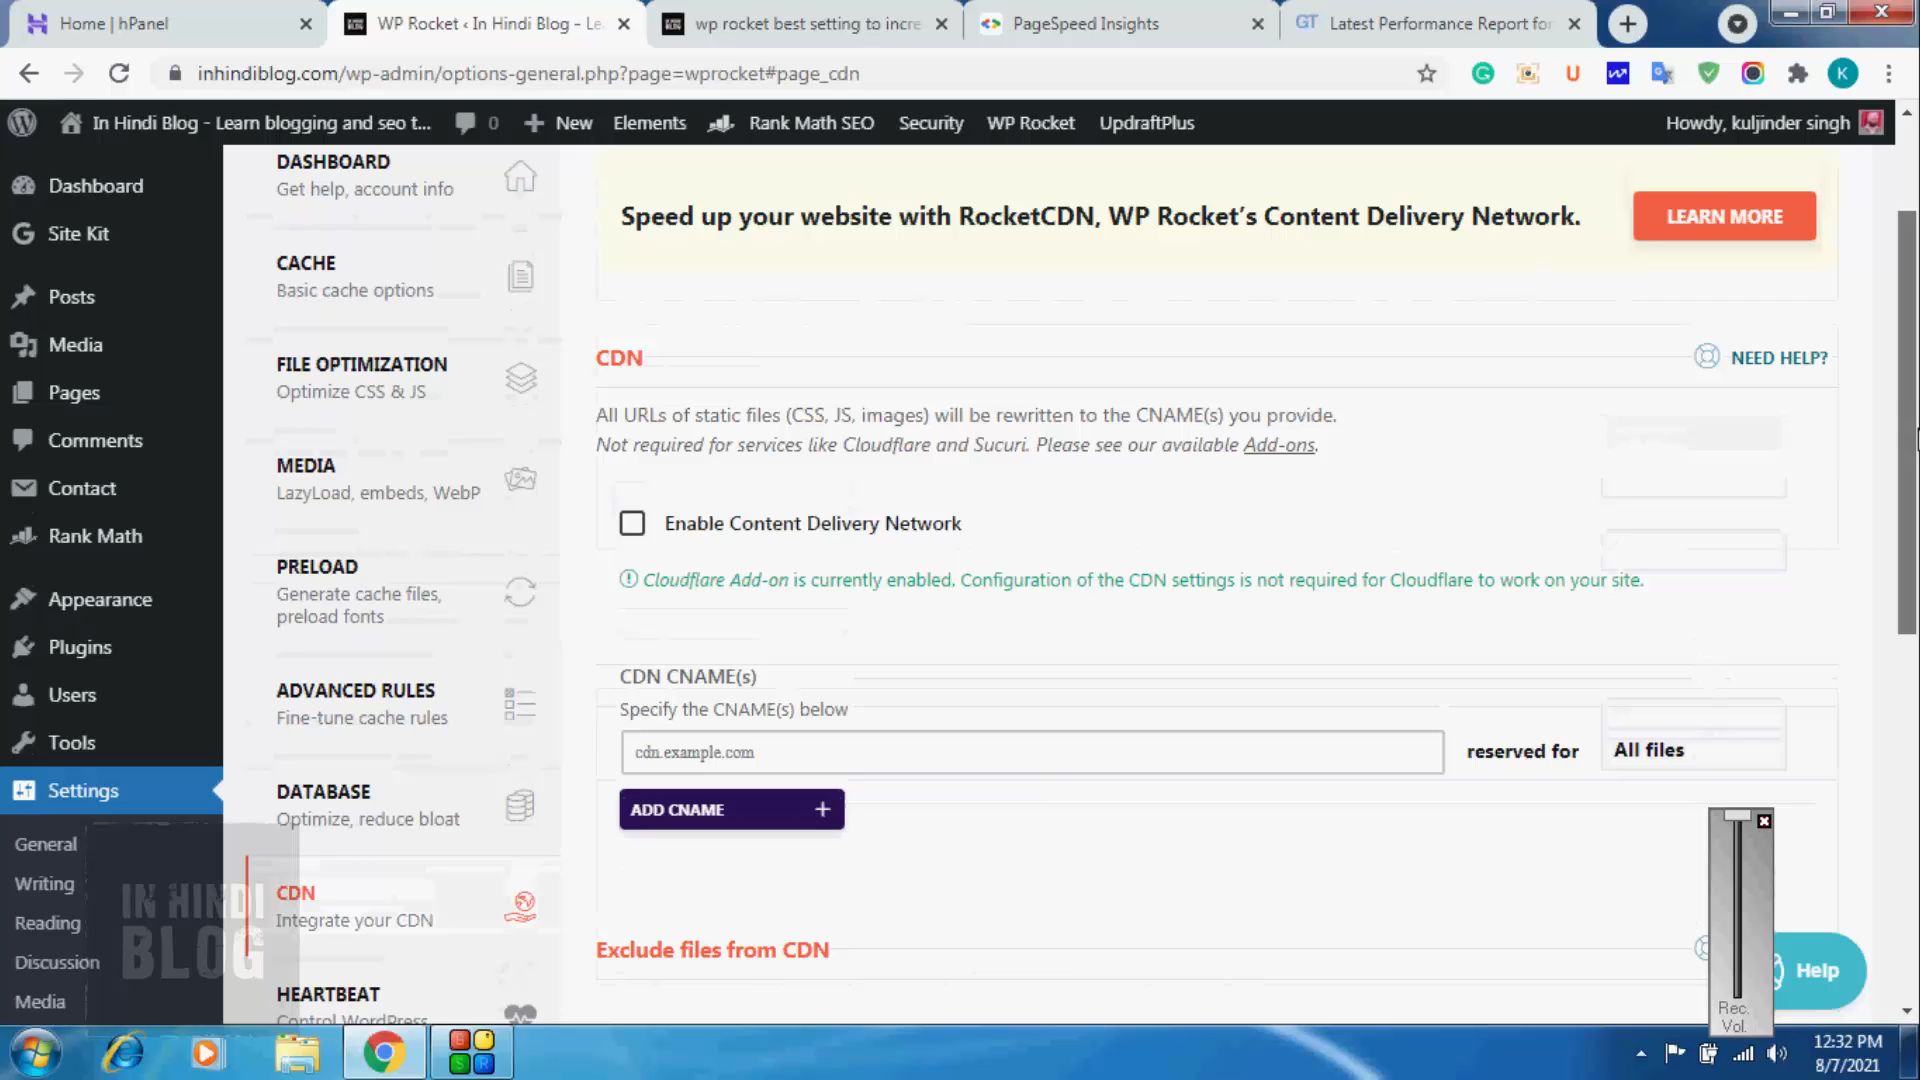 Home | hPanel
WP Rocket ‹ In Hindi Blog - Le
wp rocket best setting to incre
PageSpeed Insights
GT Latest Performance Report for
inhindiblog.com/wp-admin/options-general.php?page=wprocket#page_cdn
K
In Hindi Blog - Learn blogging and seo t...
0
New
Elements
Rank Math SEO
Security
WP Rocket
UpdraftPlus
Howdy, kuljinder singh
Dashboard
Site Kit
Posts
Media
Pages
Comments
Contact
Rank Math
Appearance
Plugins
Users
Tools
Settings
General
Writing
Reading
Discussion
Media
IN HINDI
BLOG
DASHBOARD
Get help, account info
CACHE
Basic cache options
FILE OPTIMIZATION
Optimize CSS & JS
MEDIA
LazyLoad, embeds, WebP
PRELOAD
Generate cache files,
preload fonts
ADVANCED RULES
Fine-tune cache rules
DATABASE
Optimize, reduce bloat
CDN
Integrate your CDN
HEARTBEAT
Control WordPress
Speed up your website with RocketCDN, WP Rocket's Content Delivery Network.
LEARN MORE
CDN
NEED HELP?
All URLs of static files (CSS, JS, images) will be rewritten to the CNAME(s) you provide.
Not required for services like Cloudflare and Sucuri. Please see our available Add-ons.
Enable Content Delivery Network
Cloudflare Add-on is currently enabled. Configuration of the CDN settings is not required for Cloudflare to work on your site.
CDN CNAME(s)
Specify the CNAME(s) below
cdn.example.com
reserved for
All files
ADD CNAME +
Exclude files from CDN
Help
Rec.
Vol.
12:32 PM
8/7/2021